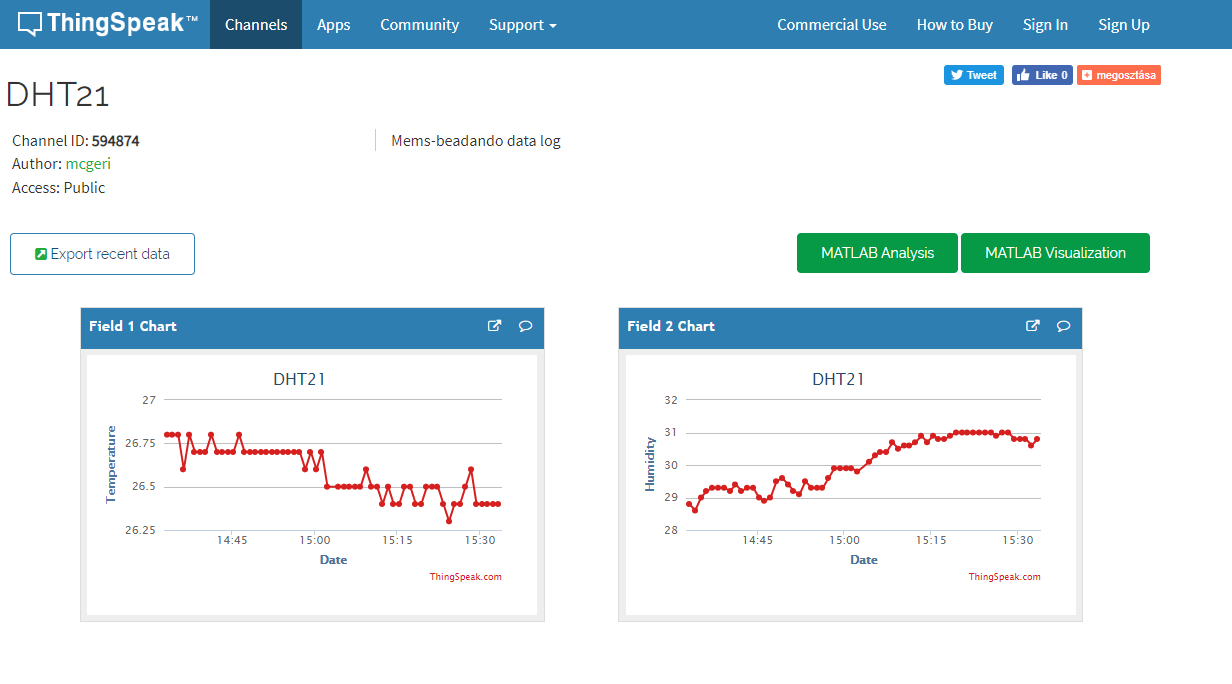 ThingSpeak™ Channels Apps Community Support Commercial Use How to Buy Sign In Sign Up
Tweet Like 0 megosztása
DHT21
Channel ID: 594874
Author: mcgeri
Access: Public
Mems-beadando data log
Export recent data
MATLAB Analysis MATLAB Visualization
Field 1 Chart
DHT21
Temperature
27
26.75
26.5
26.25
14:45 15:00 15:15 15:30
Date
ThingSpeak.com
Field 2 Chart
DHT21
Humidity
32
31
30
29
28
14:45 15:00 15:15 15:30
Date
ThingSpeak.com